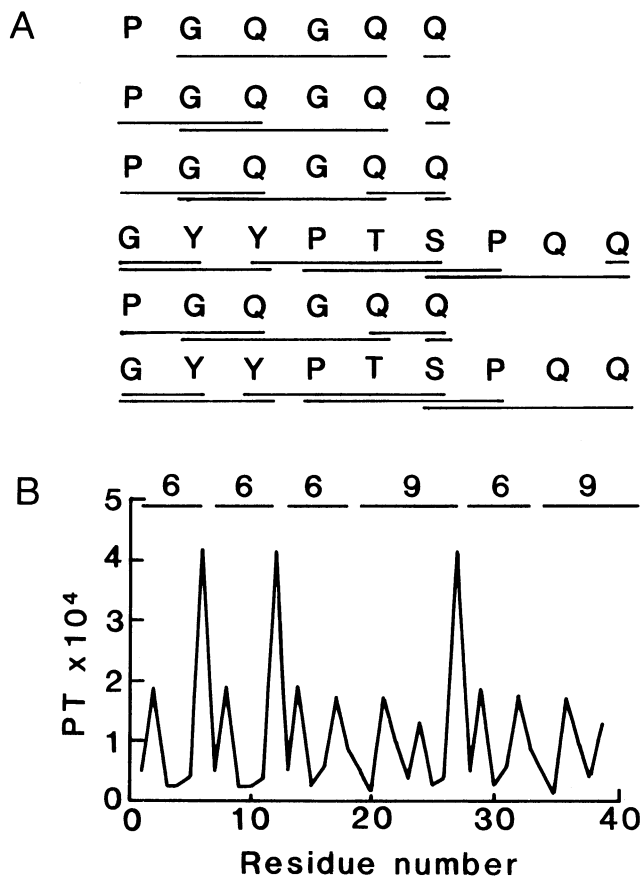 A
P G Q G Q Q
P G Q G Q Q
P G Q G Q Q
G Y Y P T S P Q Q
P G Q G Q Q
G Y Y P T S P Q Q
B
6 6 6 9 6 9
5
4
3
2
1
0
PT x10⁴
0 10 20 30 40
Residue number